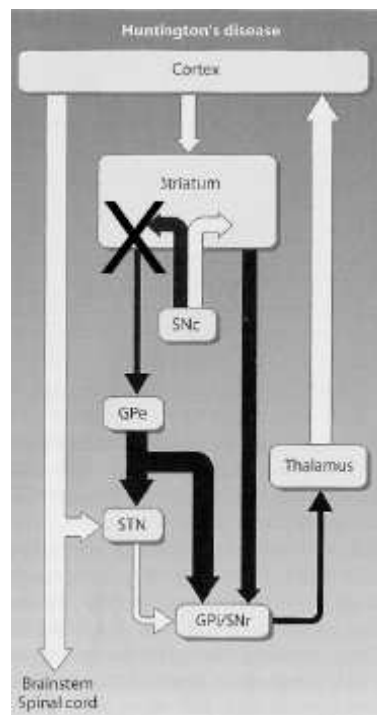 Huntington's disease
Cortex
Striatum
SNc
GPe
Thalamus
STN
GPi/SNr
Brainstem
Spinal cord